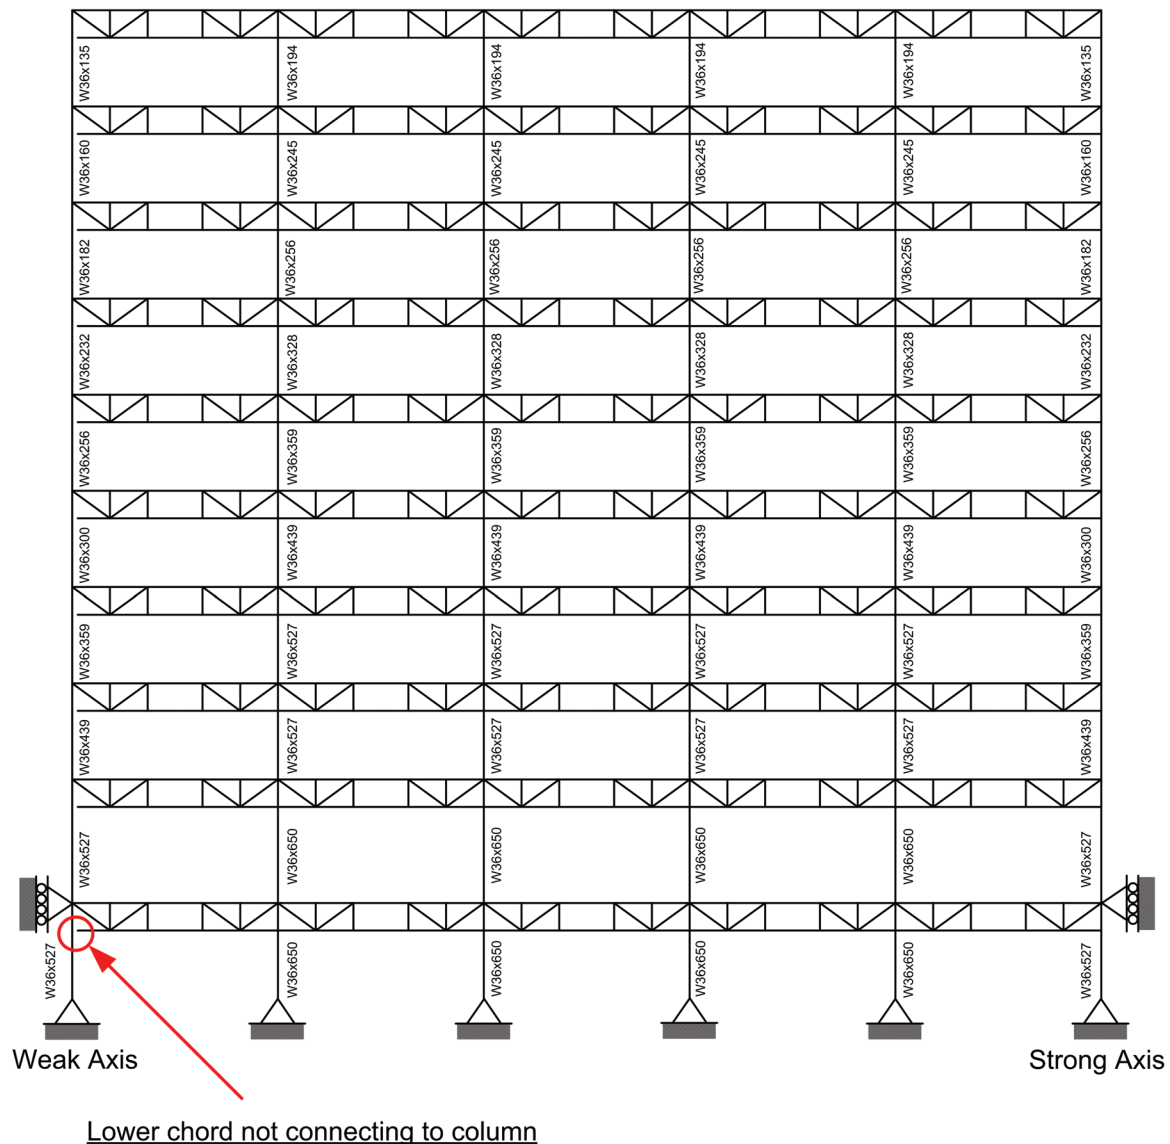 W36x135 W36x194 W36x194 W36x194 W36x194 W36x135
W36x160 W36x245 W36x245 W36x245 W36x245 W36x160
W36x182 W36x256 W36x256 W36x256 W36x256 W36x182
W36x232 W36x328 W36x328 W36x328 W36x328 W36x232
W36x256 W36x359 W36x359 W36x359 W36x359 W36x256
W36x300 W36x439 W36x439 W36x439 W36x439 W36x300
W36x359 W36x527 W36x527 W36x527 W36x527 W36x359
W36x439 W36x527 W36x527 W36x527 W36x527 W36x439
W36x527 W36x650 W36x650 W36x650 W36x650 W36x527
W36x527 W36x650 W36x650 W36x650 W36x650 W36x527
Weak Axis Strong Axis
Lower chord not connecting to column